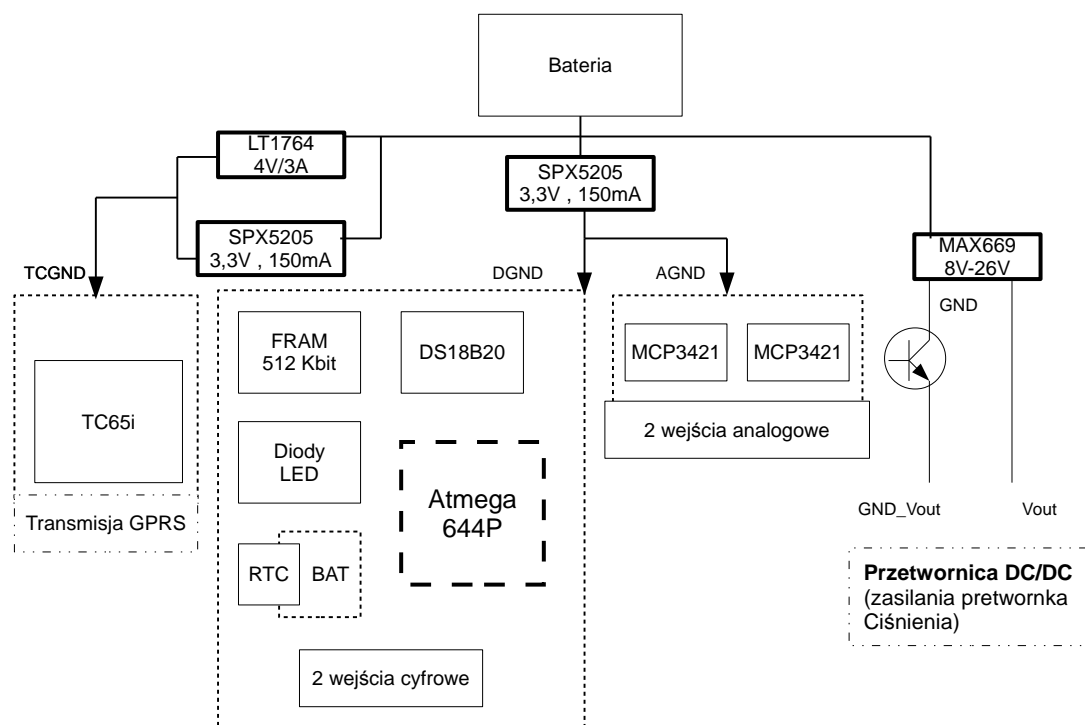 Bateria
LT1764
4V/3A
SPX5205
3,3V , 150mA
SPX5205
3,3V , 150mA
MAX669
8V-26V
TCGND
DGND
AGND
GND
FRAM
512 Kbit
DS18B20
MCP3421
MCP3421
TC65i
2 wejścia analogowe
Diody
LED
Atmega
644P
Transmisja GPRS
GND_Vout
Vout
RTC
BAT
Przetwornica DC/DC
(zasilania pretwornka
Ciśnienia)
2 wejścia cyfrowe